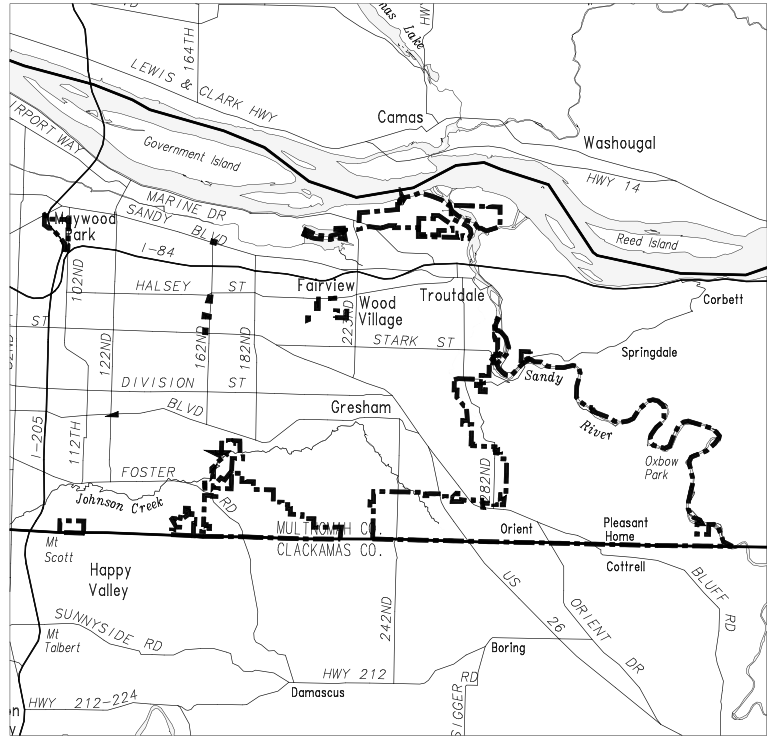 164TH
Lake
LEWIS & CLARK HWY
Camas
Washougal
HWY 14
Government Island
MARINE DR
SANDY BLVD
Maywood
Park
I-84
Reed Island
HALSEY ST
Fairview
Wood
Village
Troutdale
Corbett
102ND
122ND
162ND
182ND
ST
STARK ST
Springdale
DIVISION ST
BLVD
Gresham
Sandy
River
I-205
112TH
Oxbow
Park
FOSTER
RD
282ND
Johnson Creek
MULTNOMAH CO.
CLACKAMAS CO.
Orient
Pleasant
Home
Cottrell
Mt
Scott
Happy
Valley
US 26
ORIENT DR
BLUFF RD
SUNNYSIDE RD
Mt
Talbert
242ND
Boring
HWY 212
Damascus
HWY 212-224
RD